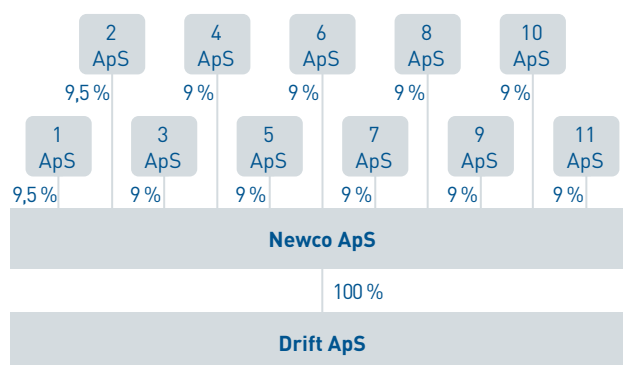 2 4 6 8 10
ApS ApS ApS ApS ApS
9,5 % 9 % 9 % 9 % 9 %
1 3 5 7 9 11
ApS ApS ApS ApS ApS ApS
9,5 % 9 % 9 % 9 % 9 % 9 %
Newco ApS
100 %
Drift ApS